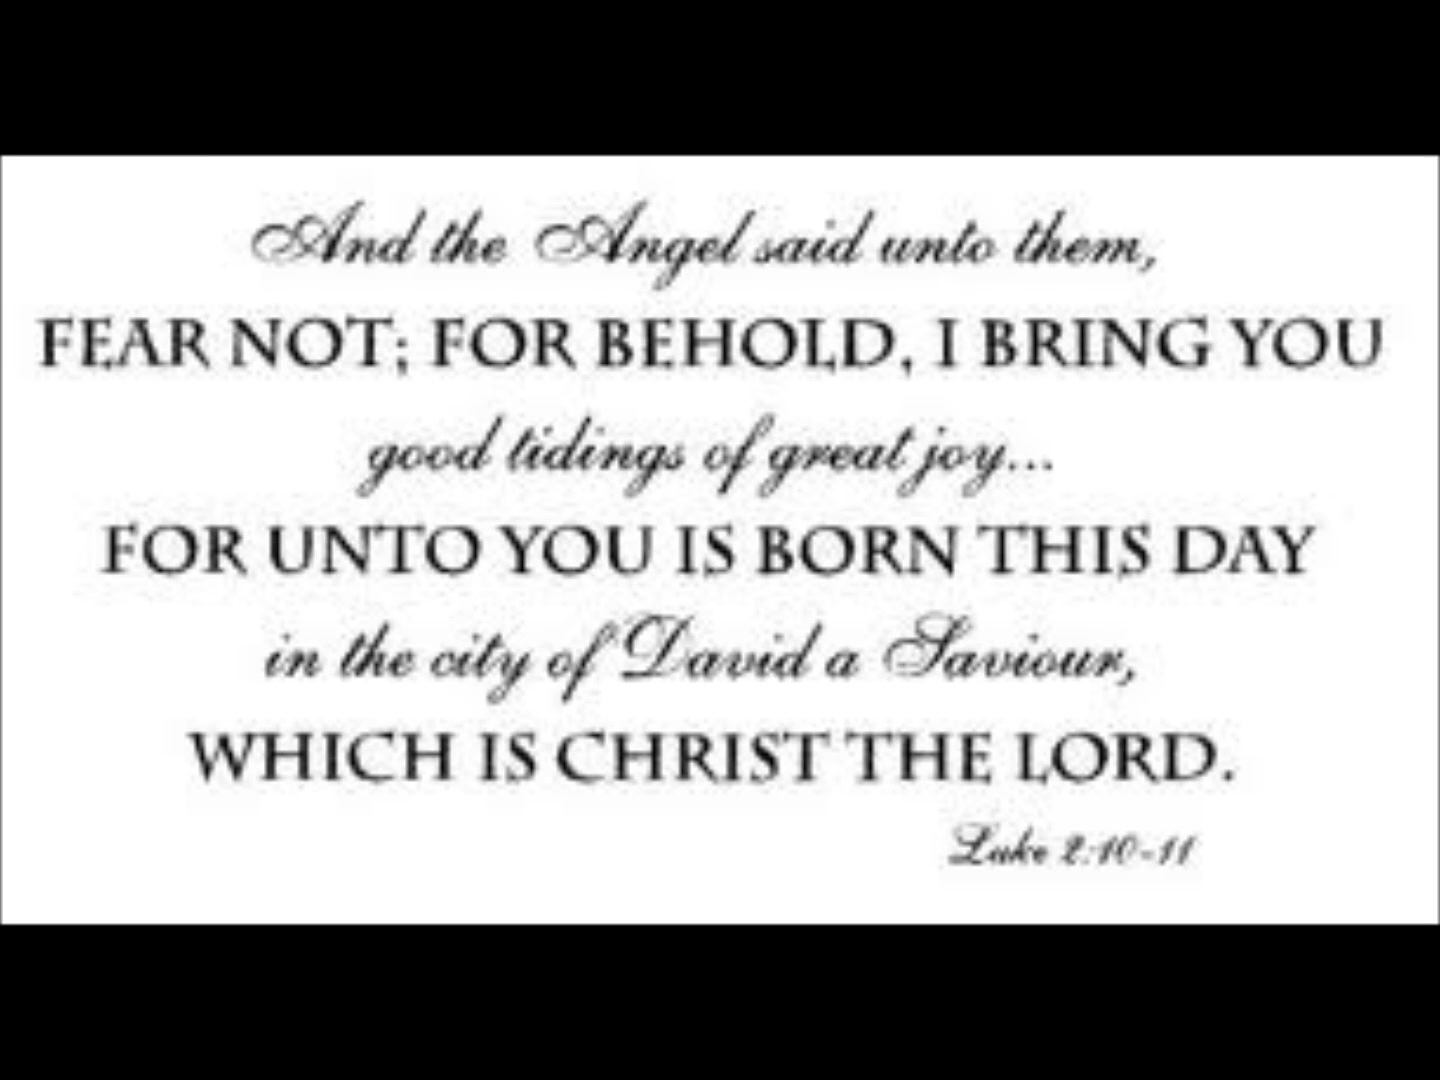 And the Angel said unto them,
FEAR NOT; FOR BEHOLD, I BRING YOU
good tidings of great joy...
FOR UNTO YOU IS BORN THIS DAY
in the city of David a Saviour,
WHICH IS CHRIST THE LORD.
Luke 2:10-11